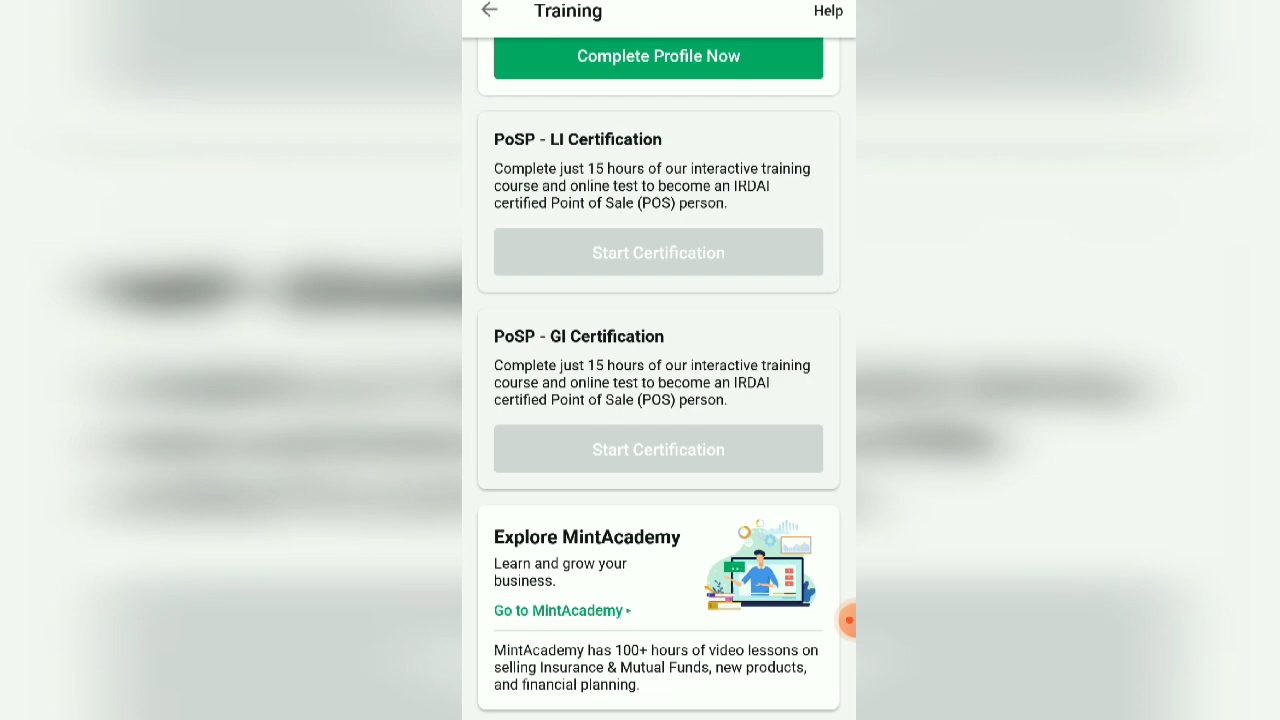 Training
Help
Complete Profile Now
PoSP - LI Certification
Complete just 15 hours of our interactive training
course and online test to become an IRDAI
certified Point of Sale (POS) person.
Start Certification
PoSP - GI Certification
Complete just 15 hours of our interactive training
course and online test to become an IRDAI
certified Point of Sale (POS) person.
Start Certification
Explore MintAcademy
Learn and grow your
business.
Go to MintAcademy
MintAcademy has 100+ hours of video lessons on
selling Insurance & Mutual Funds, new products,
and financial planning.